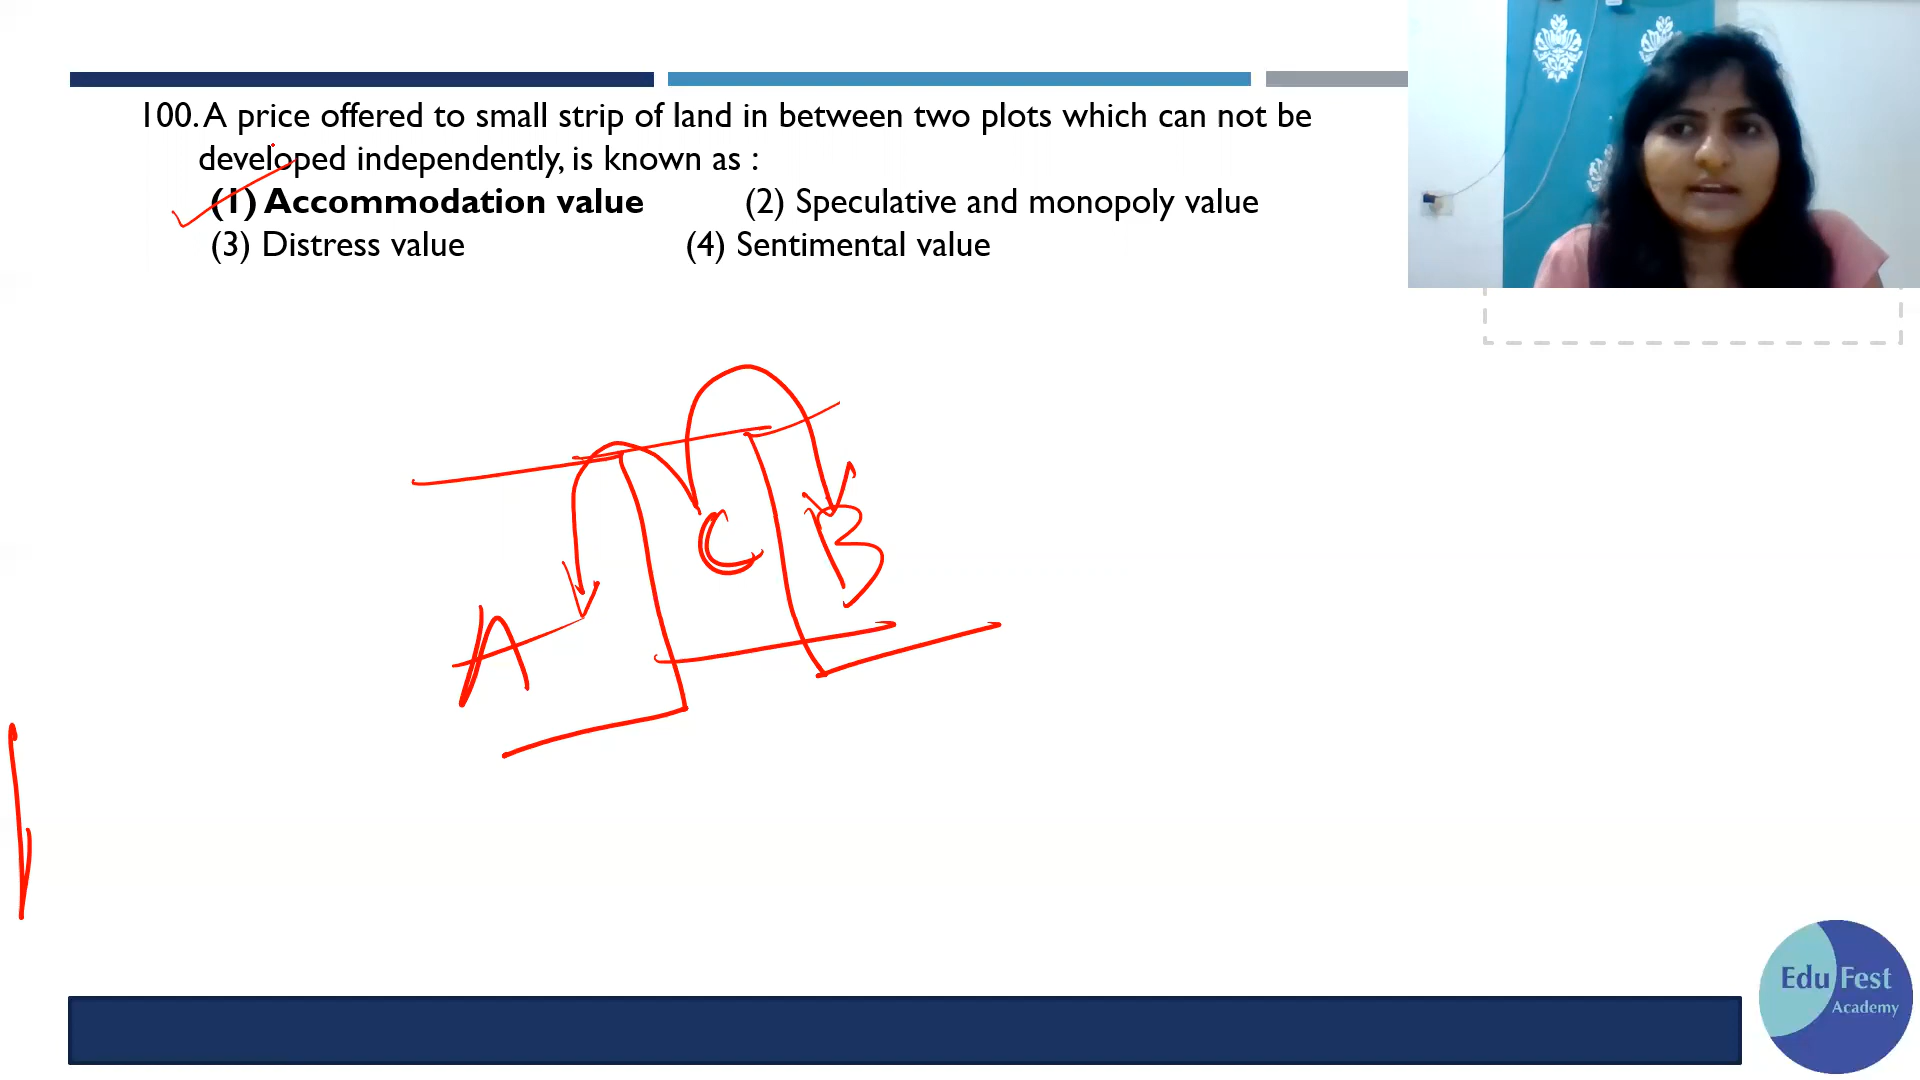 100. A price offered to small strip of land in between two plots which can not be
developed independently, is known as :
(1) Accommodation value (2) Speculative and monopoly value
(3) Distress value (4) Sentimental value
C
B
A
Edu Fest
Academy